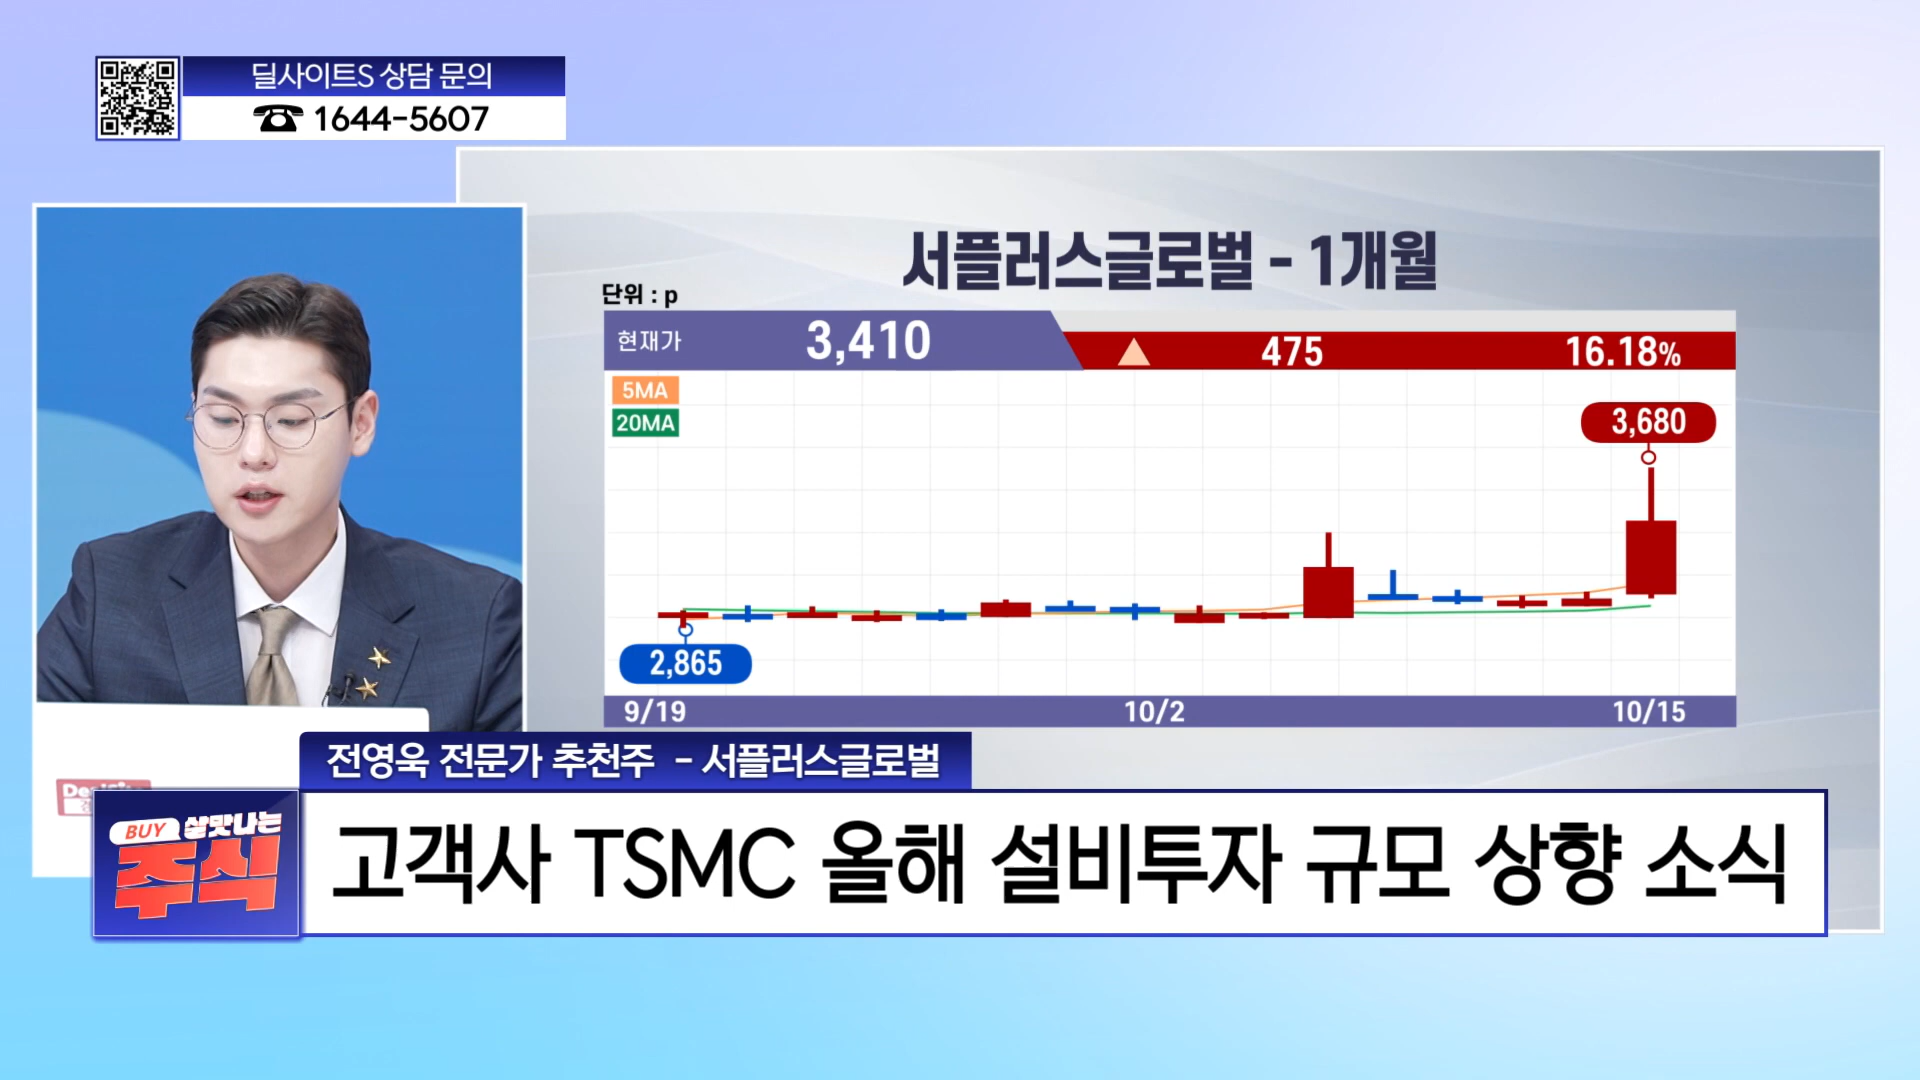 딜사이트S 상담 문의
☎ 1644-5607
서플러스글로벌 - 1개월
단위 : p
현재가 3,410 ▲ 475 16.18%
5MA
20MA
3,680
2,865
9/19 10/2 10/15
전영욱 전문가 추천주 - 서플러스글로벌
BUY 살맛나는
주식
고객사 TSMC 올해 설비투자 규모 상향 소식